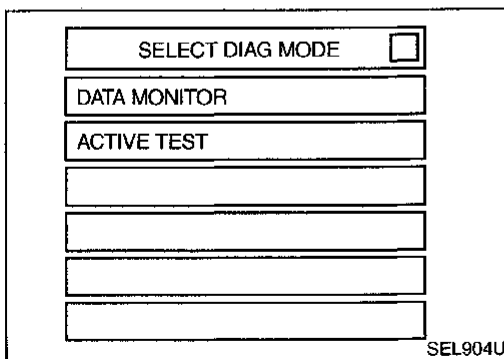 SELECT DIAG MODE
DATA MONITOR
ACTIVE TEST
SEL904U